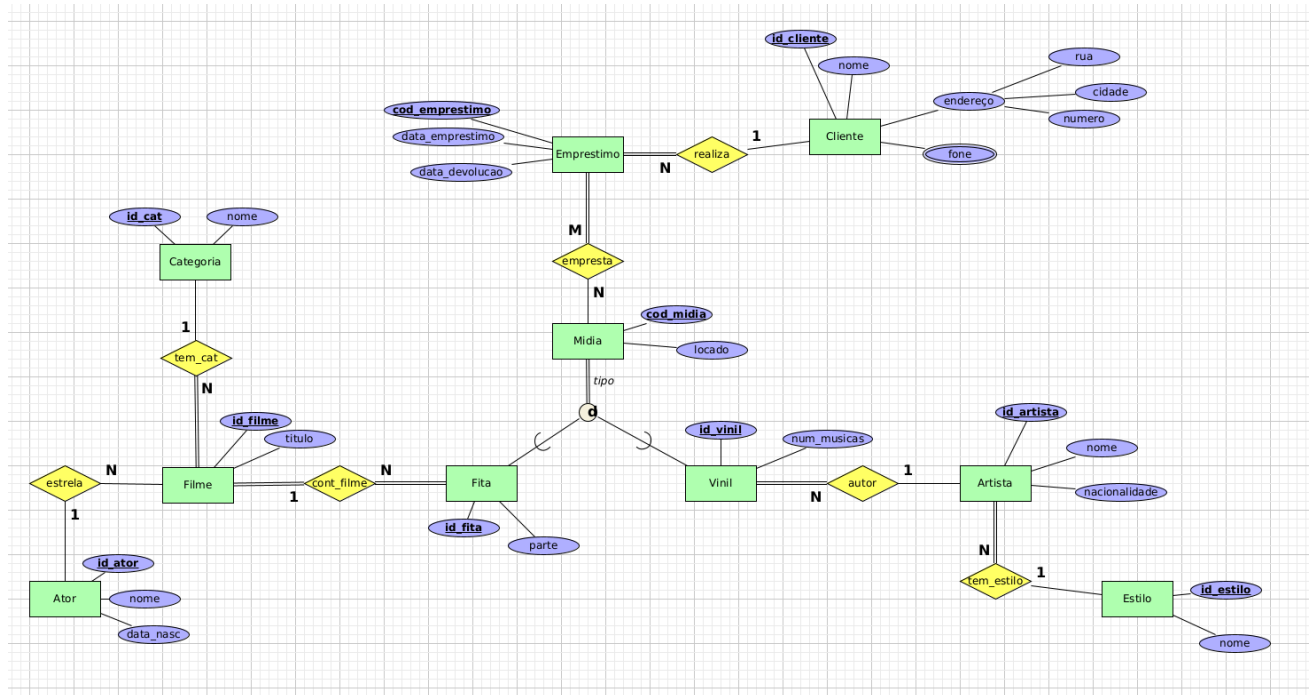 id_cliente
nome
rua
endereço
cidade
numero
Cliente
fone
cod_emprestimo
data_emprestimo
data_devolucao
Emprestimo
N
realiza
1
M
empresta
N
id_cat
nome
Categoria
1
tem_cat
N
Midia
cod_midia
locado
tipo
d
id_filme
titulo
estrela
N
Filme
1
cont_filme
N
Fita
id_fita
parte
id_vinil
num_musicas
Vinil
N
autor
1
Artista
id_artista
nome
nacionalidade
1
id_ator
Ator
nome
data_nasc
N
tem_estilo
1
Estilo
id_estilo
nome